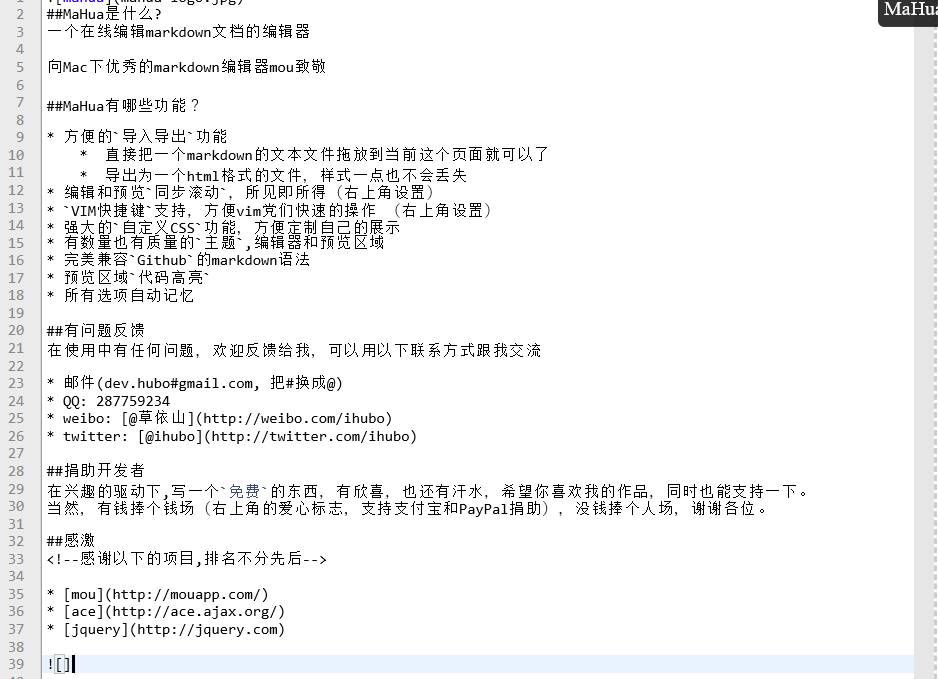 MaHua
2 ##MaHua是什么?
3 一个在线编辑markdown文档的编辑器
4
5 向Mac下优秀的markdown编辑器mou致敬
6
7 ##MaHua有哪些功能？
8
9 * 方便的`导入导出`功能
10 * 直接把一个markdown的文本文件拖放到当前这个页面就可以了
11 * 导出为一个html格式的文件，样式一点也不会丢失
12 * 编辑和预览`同步滚动`，所见即所得（右上角设置）
13 * `VIM快捷键`支持，方便vim党们快速的操作 （右上角设置）
14 * 强大的`自定义CSS`功能，方便定制自己的展示
15 * 有数量也有质量的`主题`,编辑器和预览区域
16 * 完美兼容`Github`的markdown语法
17 * 预览区域`代码高亮`
18 * 所有选项自动记忆
19
20 ##有问题反馈
21 在使用中有任何问题，欢迎反馈给我，可以用以下联系方式跟我交流
22
23 * 邮件(dev.hubo#gmail.com, 把#换成@)
24 * QQ: 287759234
25 * weibo: [@草依山](http://weibo.com/ihubo)
26 * twitter: [@ihubo](http://twitter.com/ihubo)
27
28 ##捐助开发者
29 在兴趣的驱动下,写一个`免费`的东西，有欣喜，也还有汗水，希望你喜欢我的作品，同时也能支持一下。
30 当然，有钱捧个钱场（右上角的爱心标志，支持支付宝和PayPal捐助），没钱捧个人场，谢谢各位。
31
32 ##感激
33 <!--感谢以下的项目,排名不分先后-->
34
35 * [mou](http://mouapp.com/)
36 * [ace](http://ace.ajax.org/)
37 * [jquery](http://jquery.com)
38
39 ![]